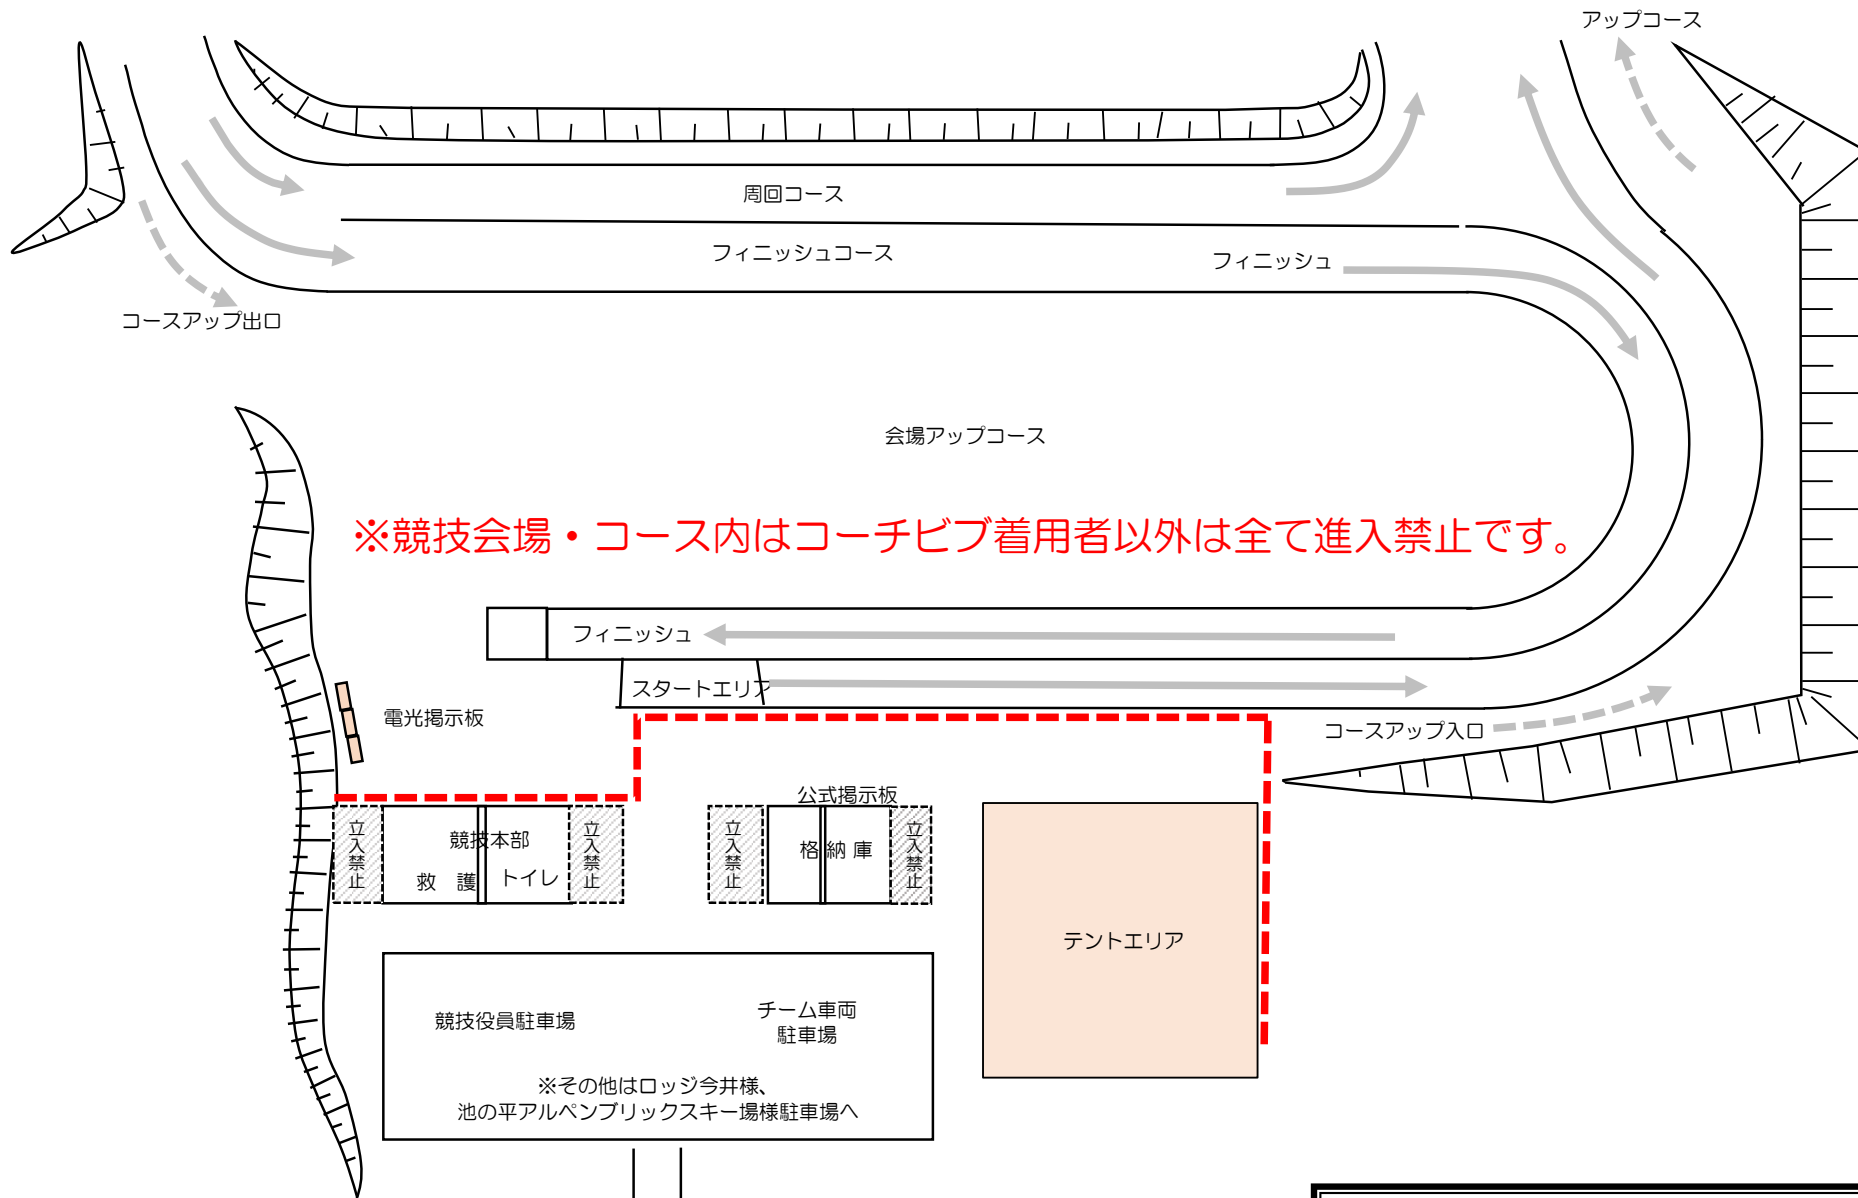 アップコース
周回コース
フィニッシュコース
フィニッシュ
コースアップ出口
会場アップコース
※競技会場・コース内はコーチビブ着用者以外は全て進入禁止です。
フィニッシュ
スタートエリア
電光掲示板
コースアップ入口
公式掲示板
立入禁止
競技本部
救　護
トイレ
立入禁止
立入禁止
格 納 庫
立入禁止
テントエリア
競技役員駐車場
チーム車両
駐車場
※その他はロッジ今井様、
池の平アルペンブリックスキー場様駐車場へ